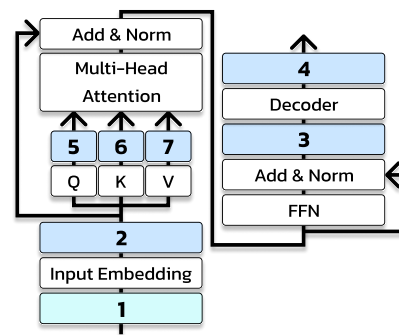 Add & Norm
Multi-Head
Attention
5 6 7
Q K V
2
Input Embedding
1
4
Decoder
3
Add & Norm
FFN